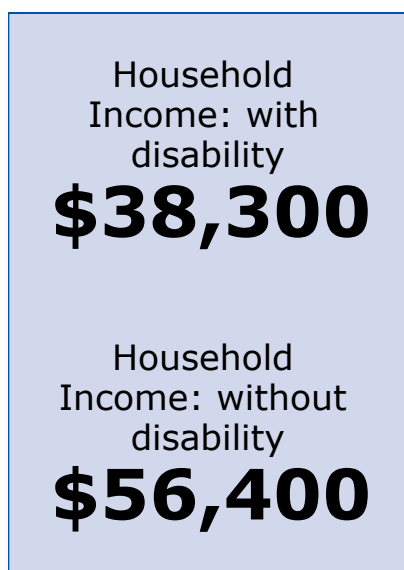 Household
Income: with
disability
$38,300
Household
Income: without
disability
$56,400